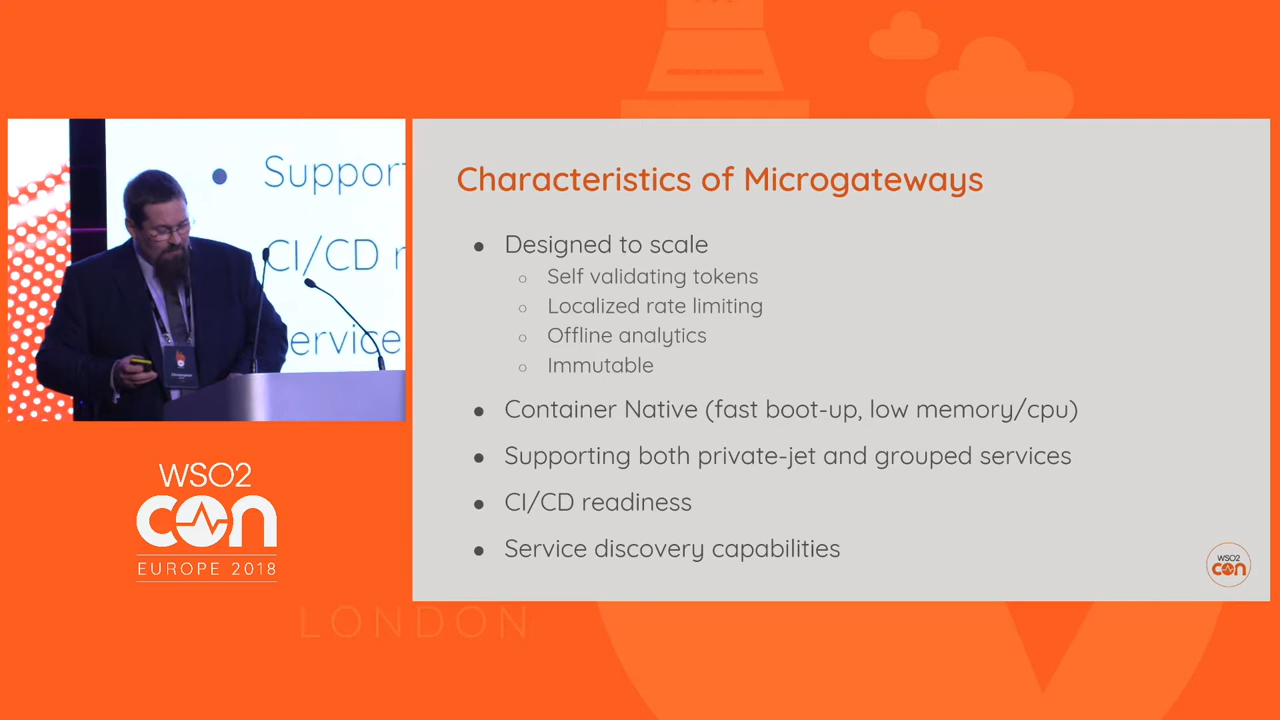 Suppor
CI/CD r
ervice
WSO2
con
EUROPE 2018
LONDON
Characteristics of Microgateways
● Designed to scale
○ Self validating tokens
○ Localized rate limiting
○ Offline analytics
○ Immutable
● Container Native (fast boot-up, low memory/cpu)
● Supporting both private-jet and grouped services
● CI/CD readiness
● Service discovery capabilities
WSO2
con